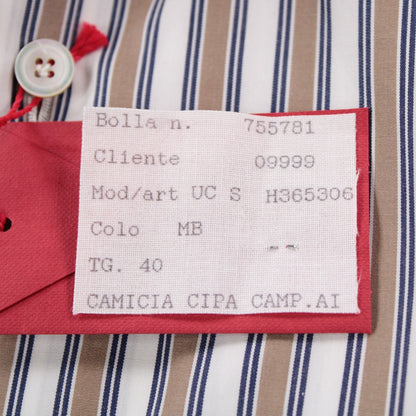 Bolla n. 755781
Cliente 09999
Mod/art UC S H365306
Colo MB --
TG. 40
CAMICIA CIPA CAMP.AI